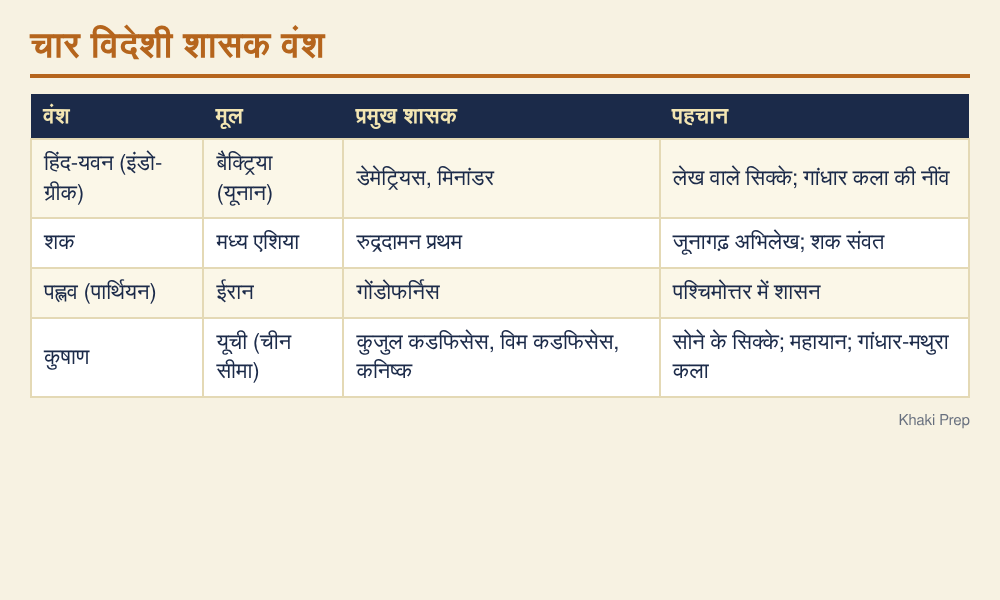 चार विदेशी शासक वंश
वंश मूल प्रमुख शासक पहचान
हिंद-यवन (इंडो-
ग्रीक)
बैक्ट्रिया
(यूनान)
डेमेट्रियस, मिनांडर
लेख वाले सिक्के; गांधार कला की नींव
शक
मध्य एशिया
रुद्रदामन प्रथम
जूनागढ़ अभिलेख; शक संवत
पह्लव (पार्थियन)
ईरान
गोंडोफर्निस
पश्चिमोत्तर में शासन
कुषाण
यूची (चीन
सीमा)
कुजुल कडफिसेस, विम कडफिसेस,
कनिष्क
सोने के सिक्के; महायान; गांधार-मथुरा
कला
Khaki Prep